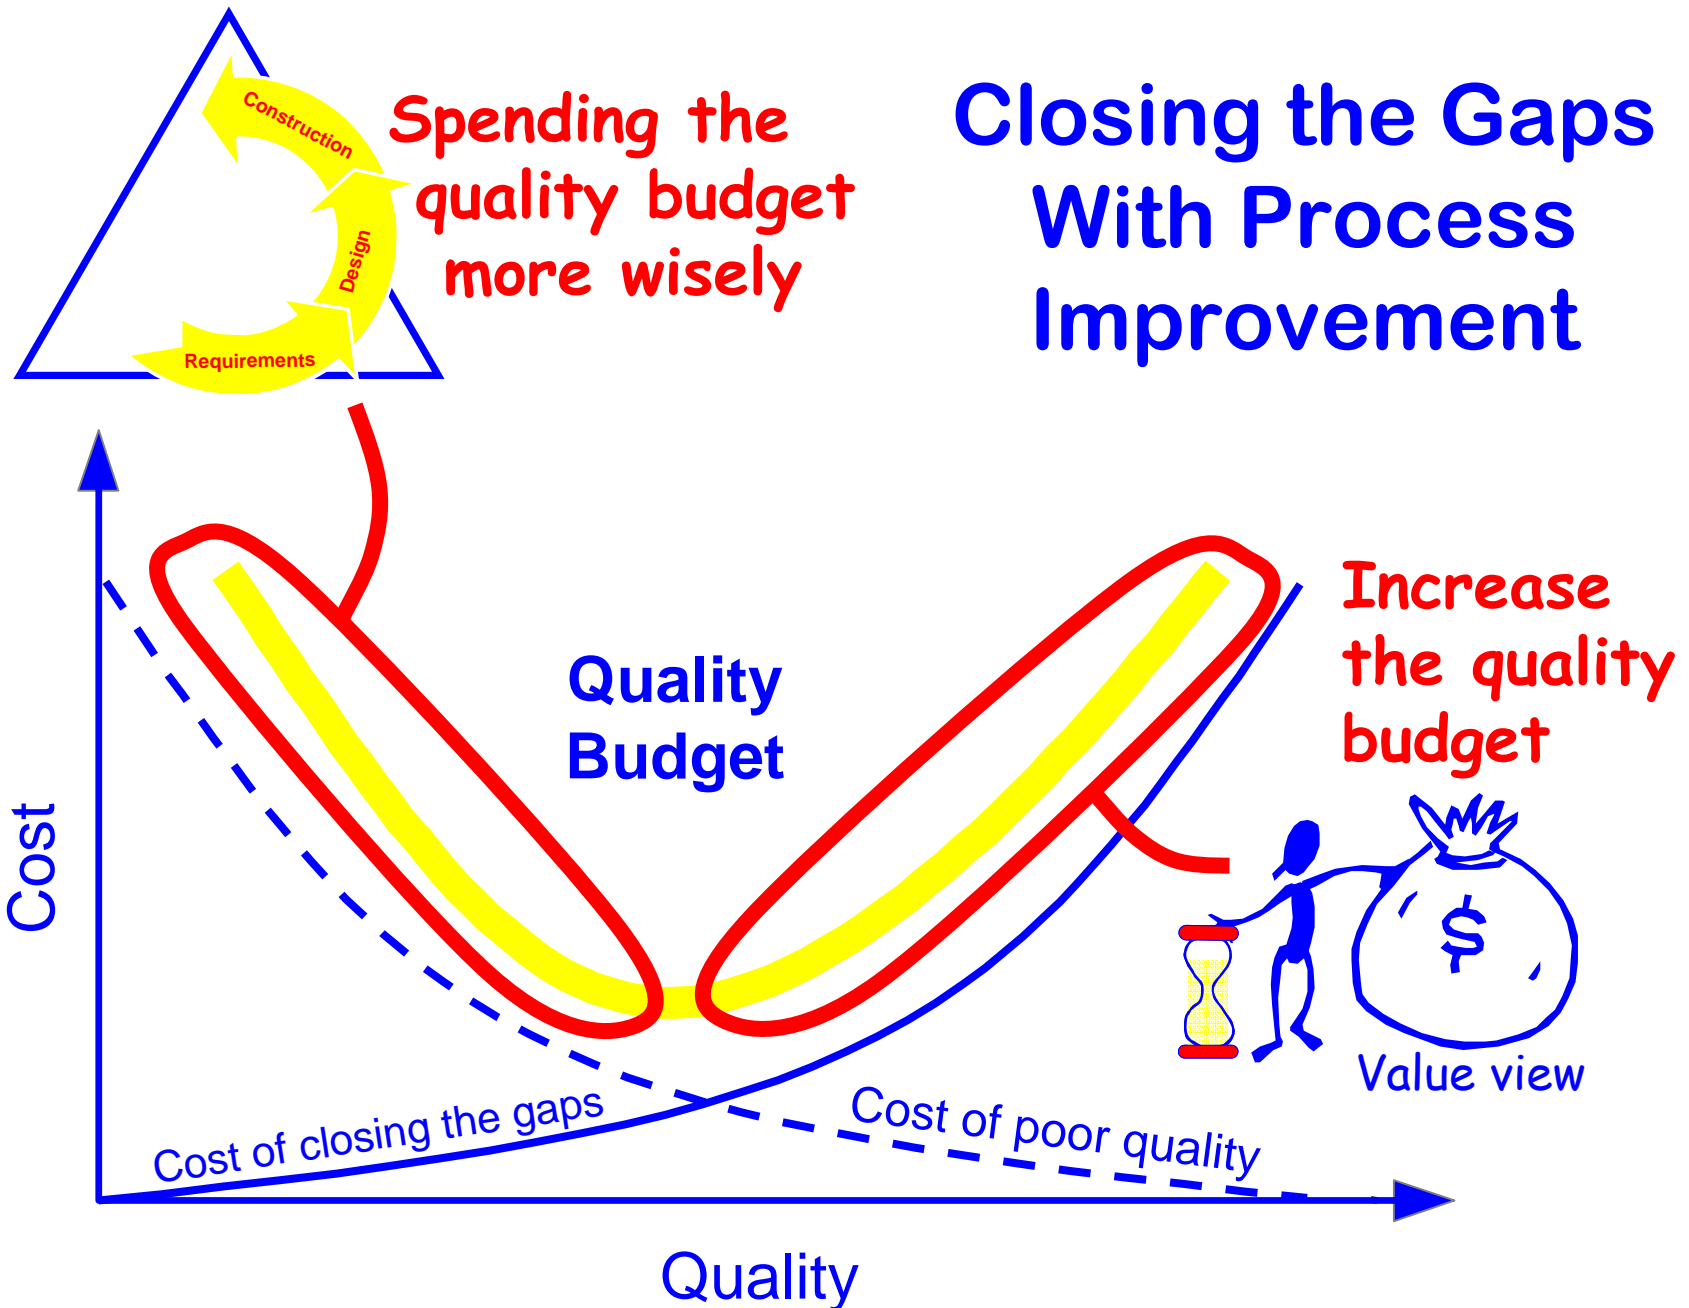 Closing the Gaps
With Process
Improvement
Construction
Design
Requirements
Spending the
quality budget
more wisely
Quality
Budget
Increase
the quality
budget
$
Value view
Cost
Cost of closing the gaps
Cost of poor quality
Quality